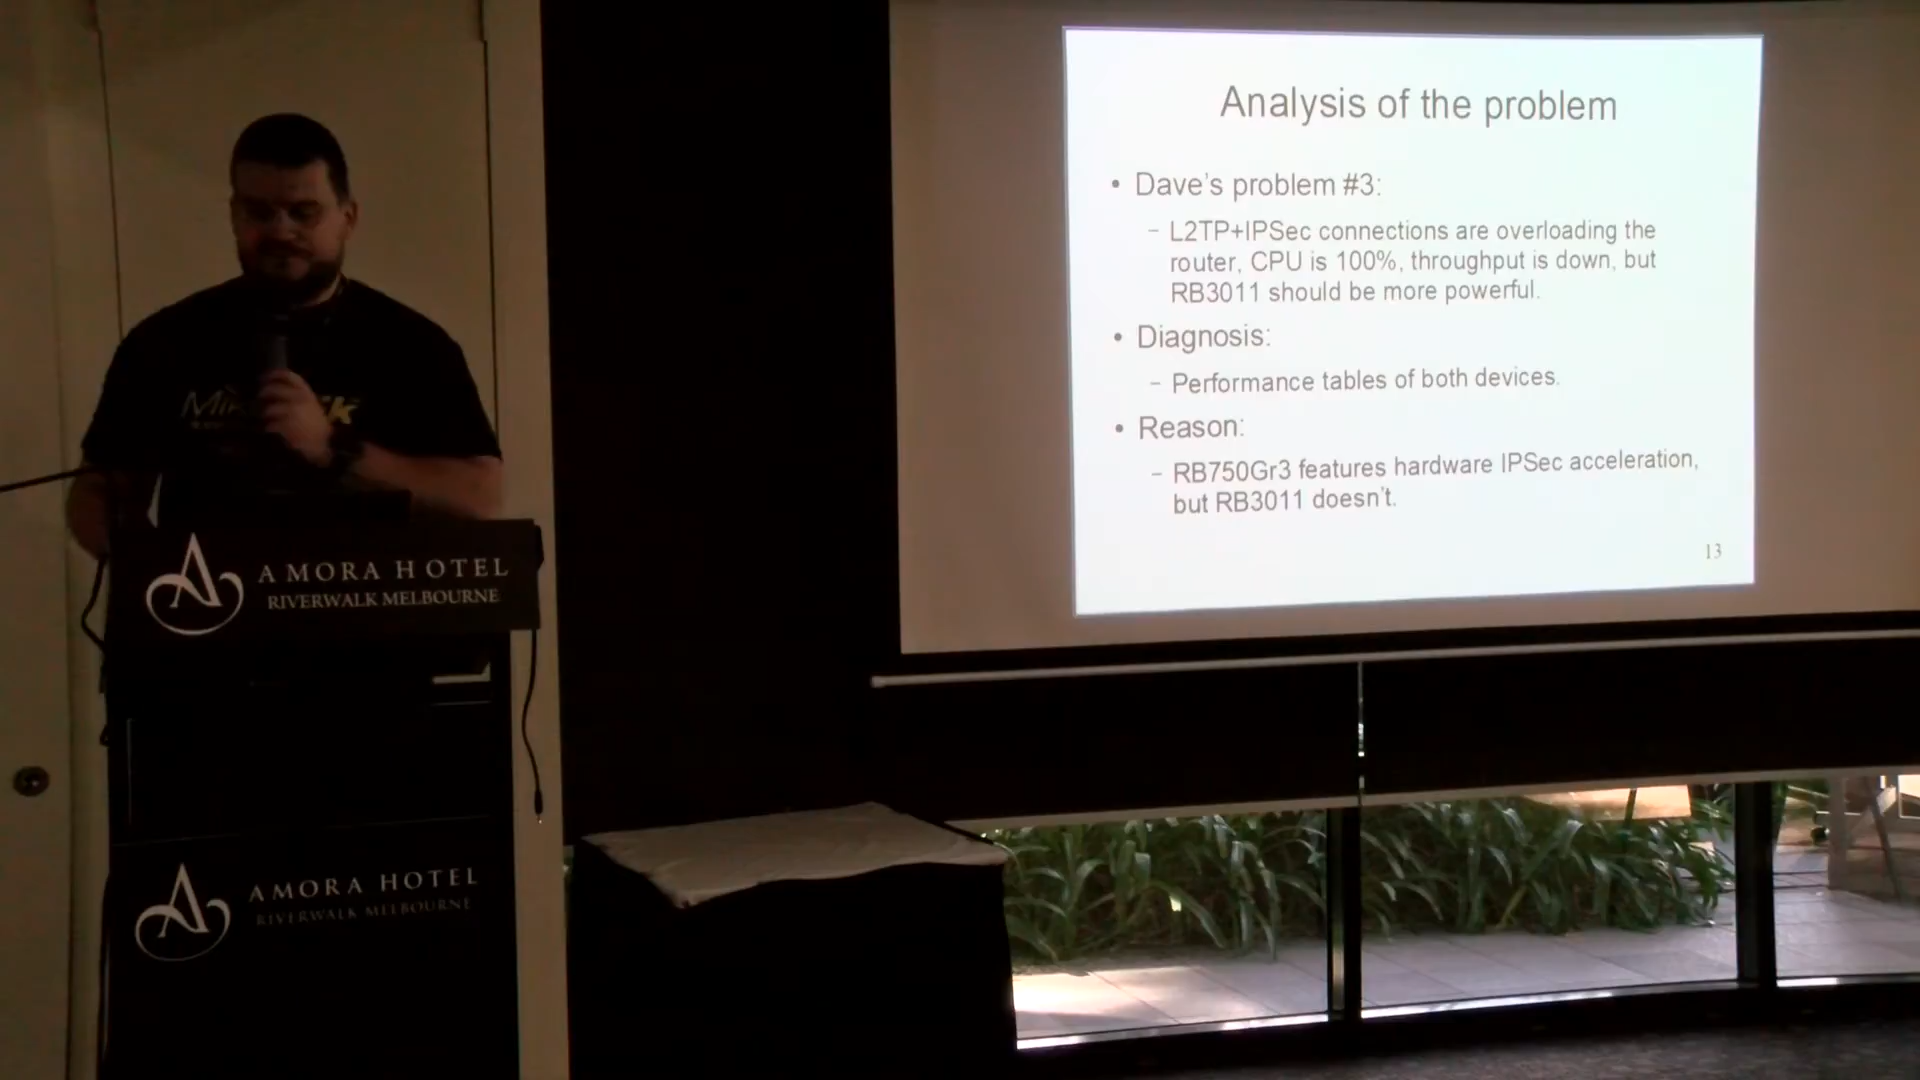 Analysis of the problem
• Dave's problem #3:
– L2TP+IPSec connections are overloading the
router, CPU is 100%, throughput is down, but
RB3011 should be more powerful.
• Diagnosis:
– Performance tables of both devices.
• Reason:
– RB750Gr3 features hardware IPSec acceleration,
but RB3011 doesn't.
13
AMORA HOTEL
RIVERWALK MELBOURNE
AMORA HOTEL
RIVERWALK MELBOURNE